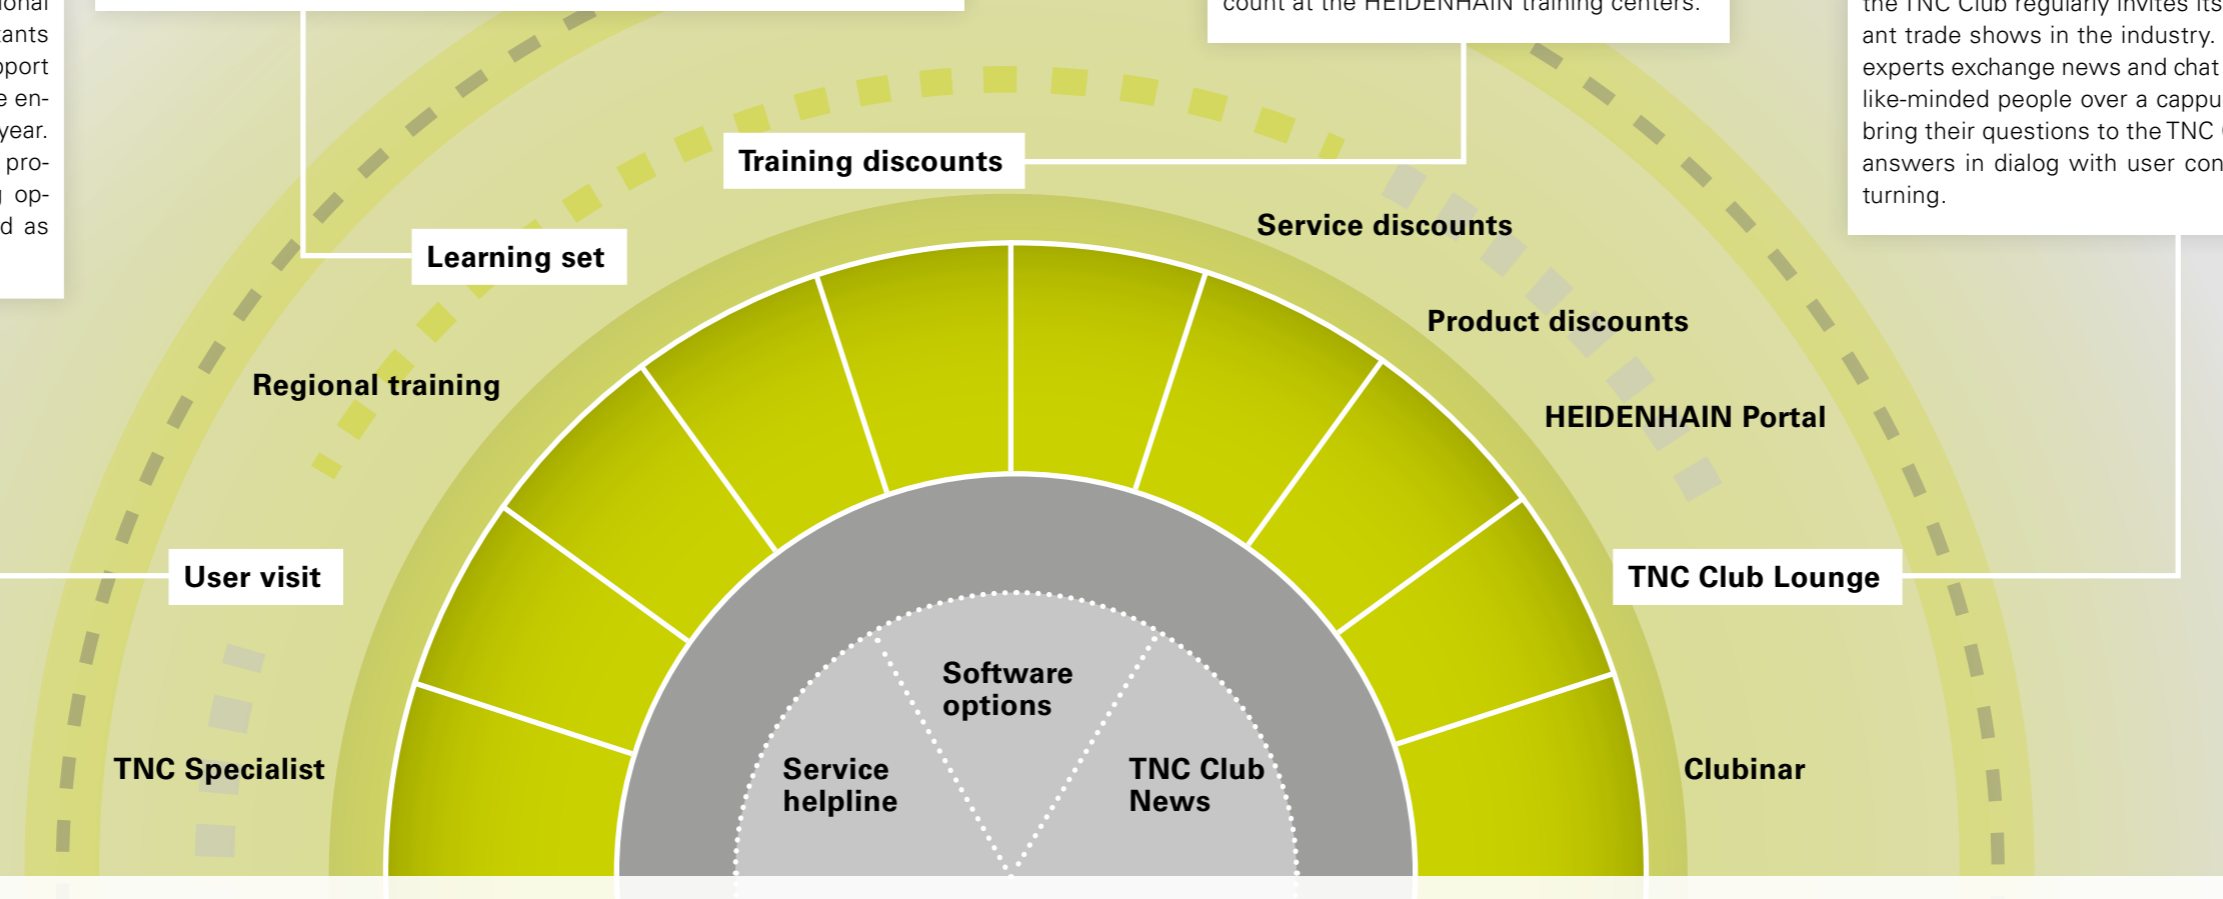 year.
pro-
op-
d as
count at the HEIDENHAIN training centers.
the TNC Club regularly invites its
ant trade shows in the industry.
experts exchange news and chat
like-minded people over a cappu
bring their questions to the TNC
answers in dialog with user con
turning.
Training discounts
Service discounts
Learning set
Product discounts
Regional training
HEIDENHAIN Portal
User visit
TNC Club Lounge
Software
options
TNC Specialist
Service
helpline
TNC Club
News
Clubinar